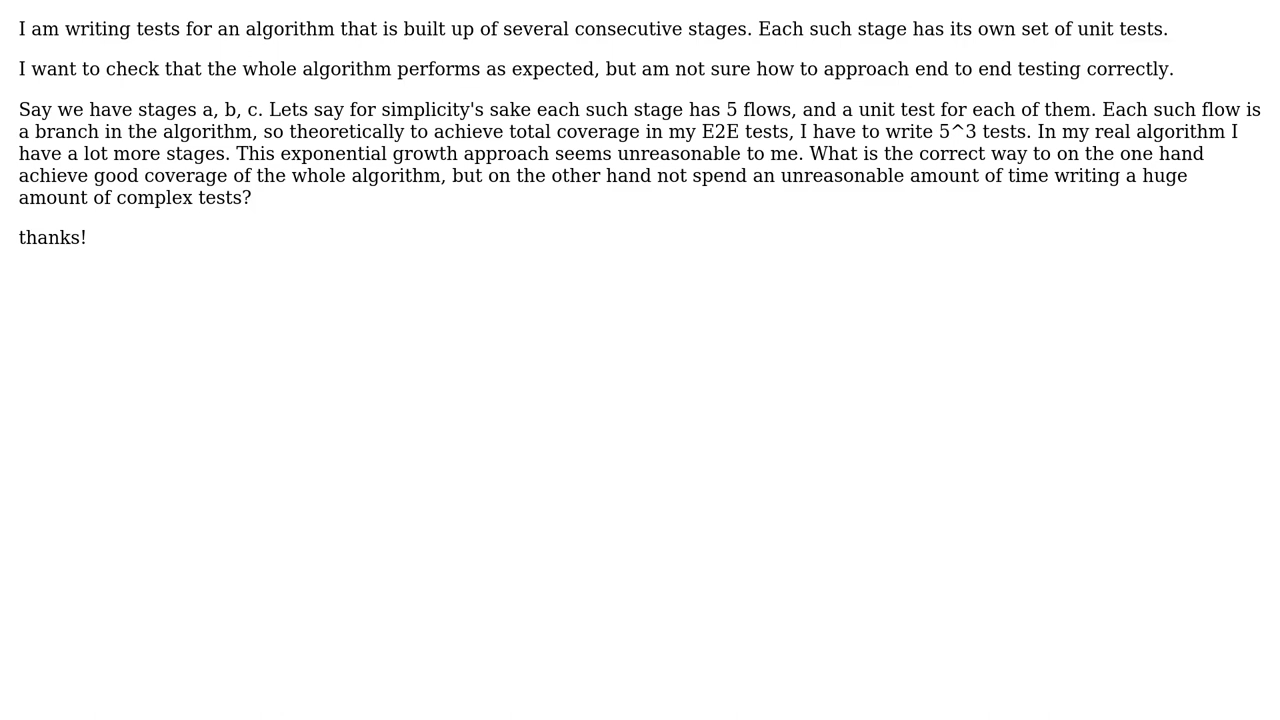 I am writing tests for an algorithm that is built up of several consecutive stages. Each such stage has its own set of unit tests.
I want to check that the whole algorithm performs as expected, but am not sure how to approach end to end testing correctly.
Say we have stages a, b, c. Lets say for simplicity's sake each such stage has 5 flows, and a unit test for each of them. Each such flow is
a branch in the algorithm, so theoretically to achieve total coverage in my E2E tests, I have to write 5^3 tests. In my real algorithm I
have a lot more stages. This exponential growth approach seems unreasonable to me. What is the correct way to on the one hand
achieve good coverage of the whole algorithm, but on the other hand not spend an unreasonable amount of time writing a huge
amount of complex tests?
thanks!